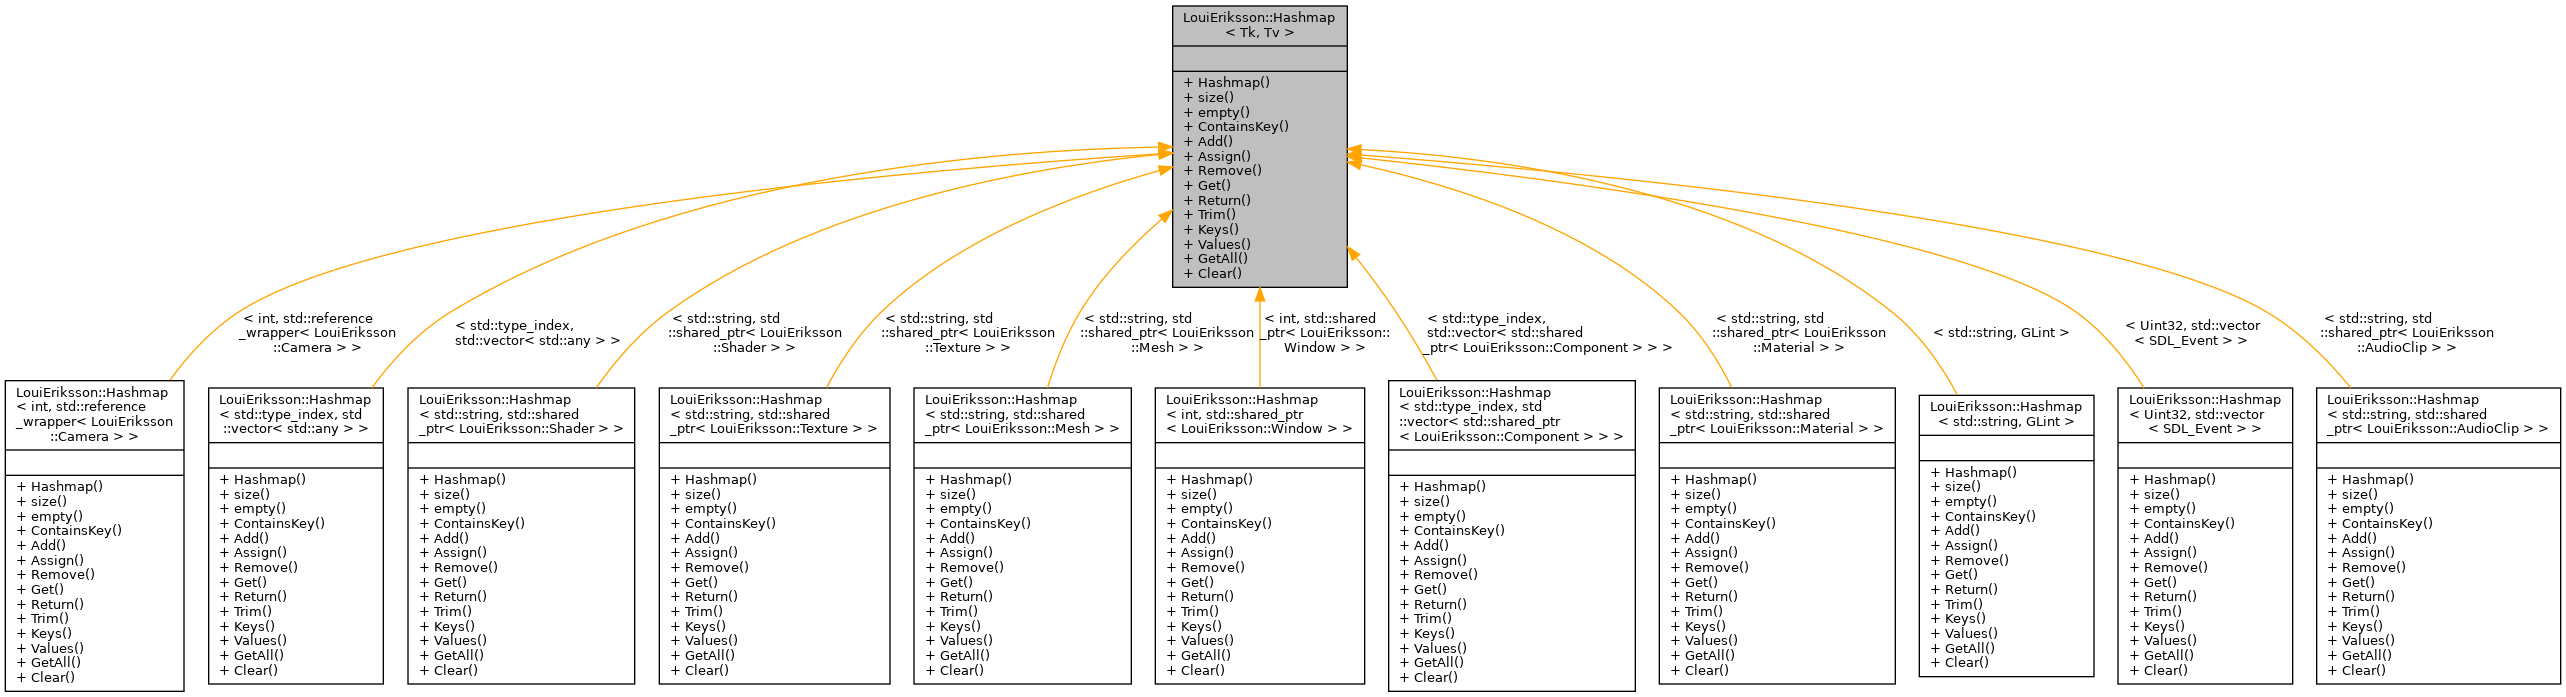 LouiEriksson::Hashmap
< Tk, Tv >
+ Hashmap()
+ size()
+ empty()
+ ContainsKey()
+ Add()
+ Assign()
+ Remove()
+ Get()
+ Return()
+ Trim()
+ Keys()
+ Values()
+ GetAll()
+ Clear()
< int, std::reference
_wrapper< LouiEriksson
::Camera > >
< std::type_index,
std::vector< std::any > >
< std::string, std
::shared_ptr< LouiEriksson
::Shader > >
< std::string, std
::shared_ptr< LouiEriksson
::Texture > >
< std::string, std
::shared_ptr< LouiEriksson
::Mesh > >
< int, std::shared
_ptr< LouiEriksson::
Window > >
< std::type_index,
std::vector< std::shared
_ptr< LouiEriksson::Component > > >
< std::string, std
::shared_ptr< LouiEriksson
::Material > >
< std::string, GLint >
< Uint32, std::vector
< SDL_Event > >
< std::string, std
::shared_ptr< LouiEriksson
::AudioClip > >
LouiEriksson::Hashmap
< int, std::reference
_wrapper< LouiEriksson
::Camera > >
+ Hashmap()
+ size()
+ empty()
+ ContainsKey()
+ Add()
+ Assign()
+ Remove()
+ Get()
+ Return()
+ Trim()
+ Keys()
+ Values()
+ GetAll()
+ Clear()
LouiEriksson::Hashmap
< std::type_index, std
::vector< std::any > >
+ Hashmap()
+ size()
+ empty()
+ ContainsKey()
+ Add()
+ Assign()
+ Remove()
+ Get()
+ Return()
+ Trim()
+ Keys()
+ Values()
+ GetAll()
+ Clear()
LouiEriksson::Hashmap
< std::string, std::shared
_ptr< LouiEriksson::Shader > >
+ Hashmap()
+ size()
+ empty()
+ ContainsKey()
+ Add()
+ Assign()
+ Remove()
+ Get()
+ Return()
+ Trim()
+ Keys()
+ Values()
+ GetAll()
+ Clear()
LouiEriksson::Hashmap
< std::string, std::shared
_ptr< LouiEriksson::Texture > >
+ Hashmap()
+ size()
+ empty()
+ ContainsKey()
+ Add()
+ Assign()
+ Remove()
+ Get()
+ Return()
+ Trim()
+ Keys()
+ Values()
+ GetAll()
+ Clear()
LouiEriksson::Hashmap
< std::string, std::shared
_ptr< LouiEriksson::Mesh > >
+ Hashmap()
+ size()
+ empty()
+ ContainsKey()
+ Add()
+ Assign()
+ Remove()
+ Get()
+ Return()
+ Trim()
+ Keys()
+ Values()
+ GetAll()
+ Clear()
LouiEriksson::Hashmap
< int, std::shared_ptr
< LouiEriksson::Window > >
+ Hashmap()
+ size()
+ empty()
+ ContainsKey()
+ Add()
+ Assign()
+ Remove()
+ Get()
+ Return()
+ Trim()
+ Keys()
+ Values()
+ GetAll()
+ Clear()
LouiEriksson::Hashmap
< std::type_index, std
::vector< std::shared_ptr
< LouiEriksson::Component > > >
+ Hashmap()
+ size()
+ empty()
+ ContainsKey()
+ Add()
+ Assign()
+ Remove()
+ Get()
+ Return()
+ Trim()
+ Keys()
+ Values()
+ GetAll()
+ Clear()
LouiEriksson::Hashmap
< std::string, std::shared
_ptr< LouiEriksson::Material > >
+ Hashmap()
+ size()
+ empty()
+ ContainsKey()
+ Add()
+ Assign()
+ Remove()
+ Get()
+ Return()
+ Trim()
+ Keys()
+ Values()
+ GetAll()
+ Clear()
LouiEriksson::Hashmap
< std::string, GLint >
+ Hashmap()
+ size()
+ empty()
+ ContainsKey()
+ Add()
+ Assign()
+ Remove()
+ Get()
+ Return()
+ Trim()
+ Keys()
+ Values()
+ GetAll()
+ Clear()
LouiEriksson::Hashmap
< Uint32, std::vector
< SDL_Event > >
+ Hashmap()
+ size()
+ empty()
+ ContainsKey()
+ Add()
+ Assign()
+ Remove()
+ Get()
+ Return()
+ Trim()
+ Keys()
+ Values()
+ GetAll()
+ Clear()
LouiEriksson::Hashmap
< std::string, std::shared
_ptr< LouiEriksson::AudioClip > >
+ Hashmap()
+ size()
+ empty()
+ ContainsKey()
+ Add()
+ Assign()
+ Remove()
+ Get()
+ Return()
+ Trim()
+ Keys()
+ Values()
+ GetAll()
+ Clear()